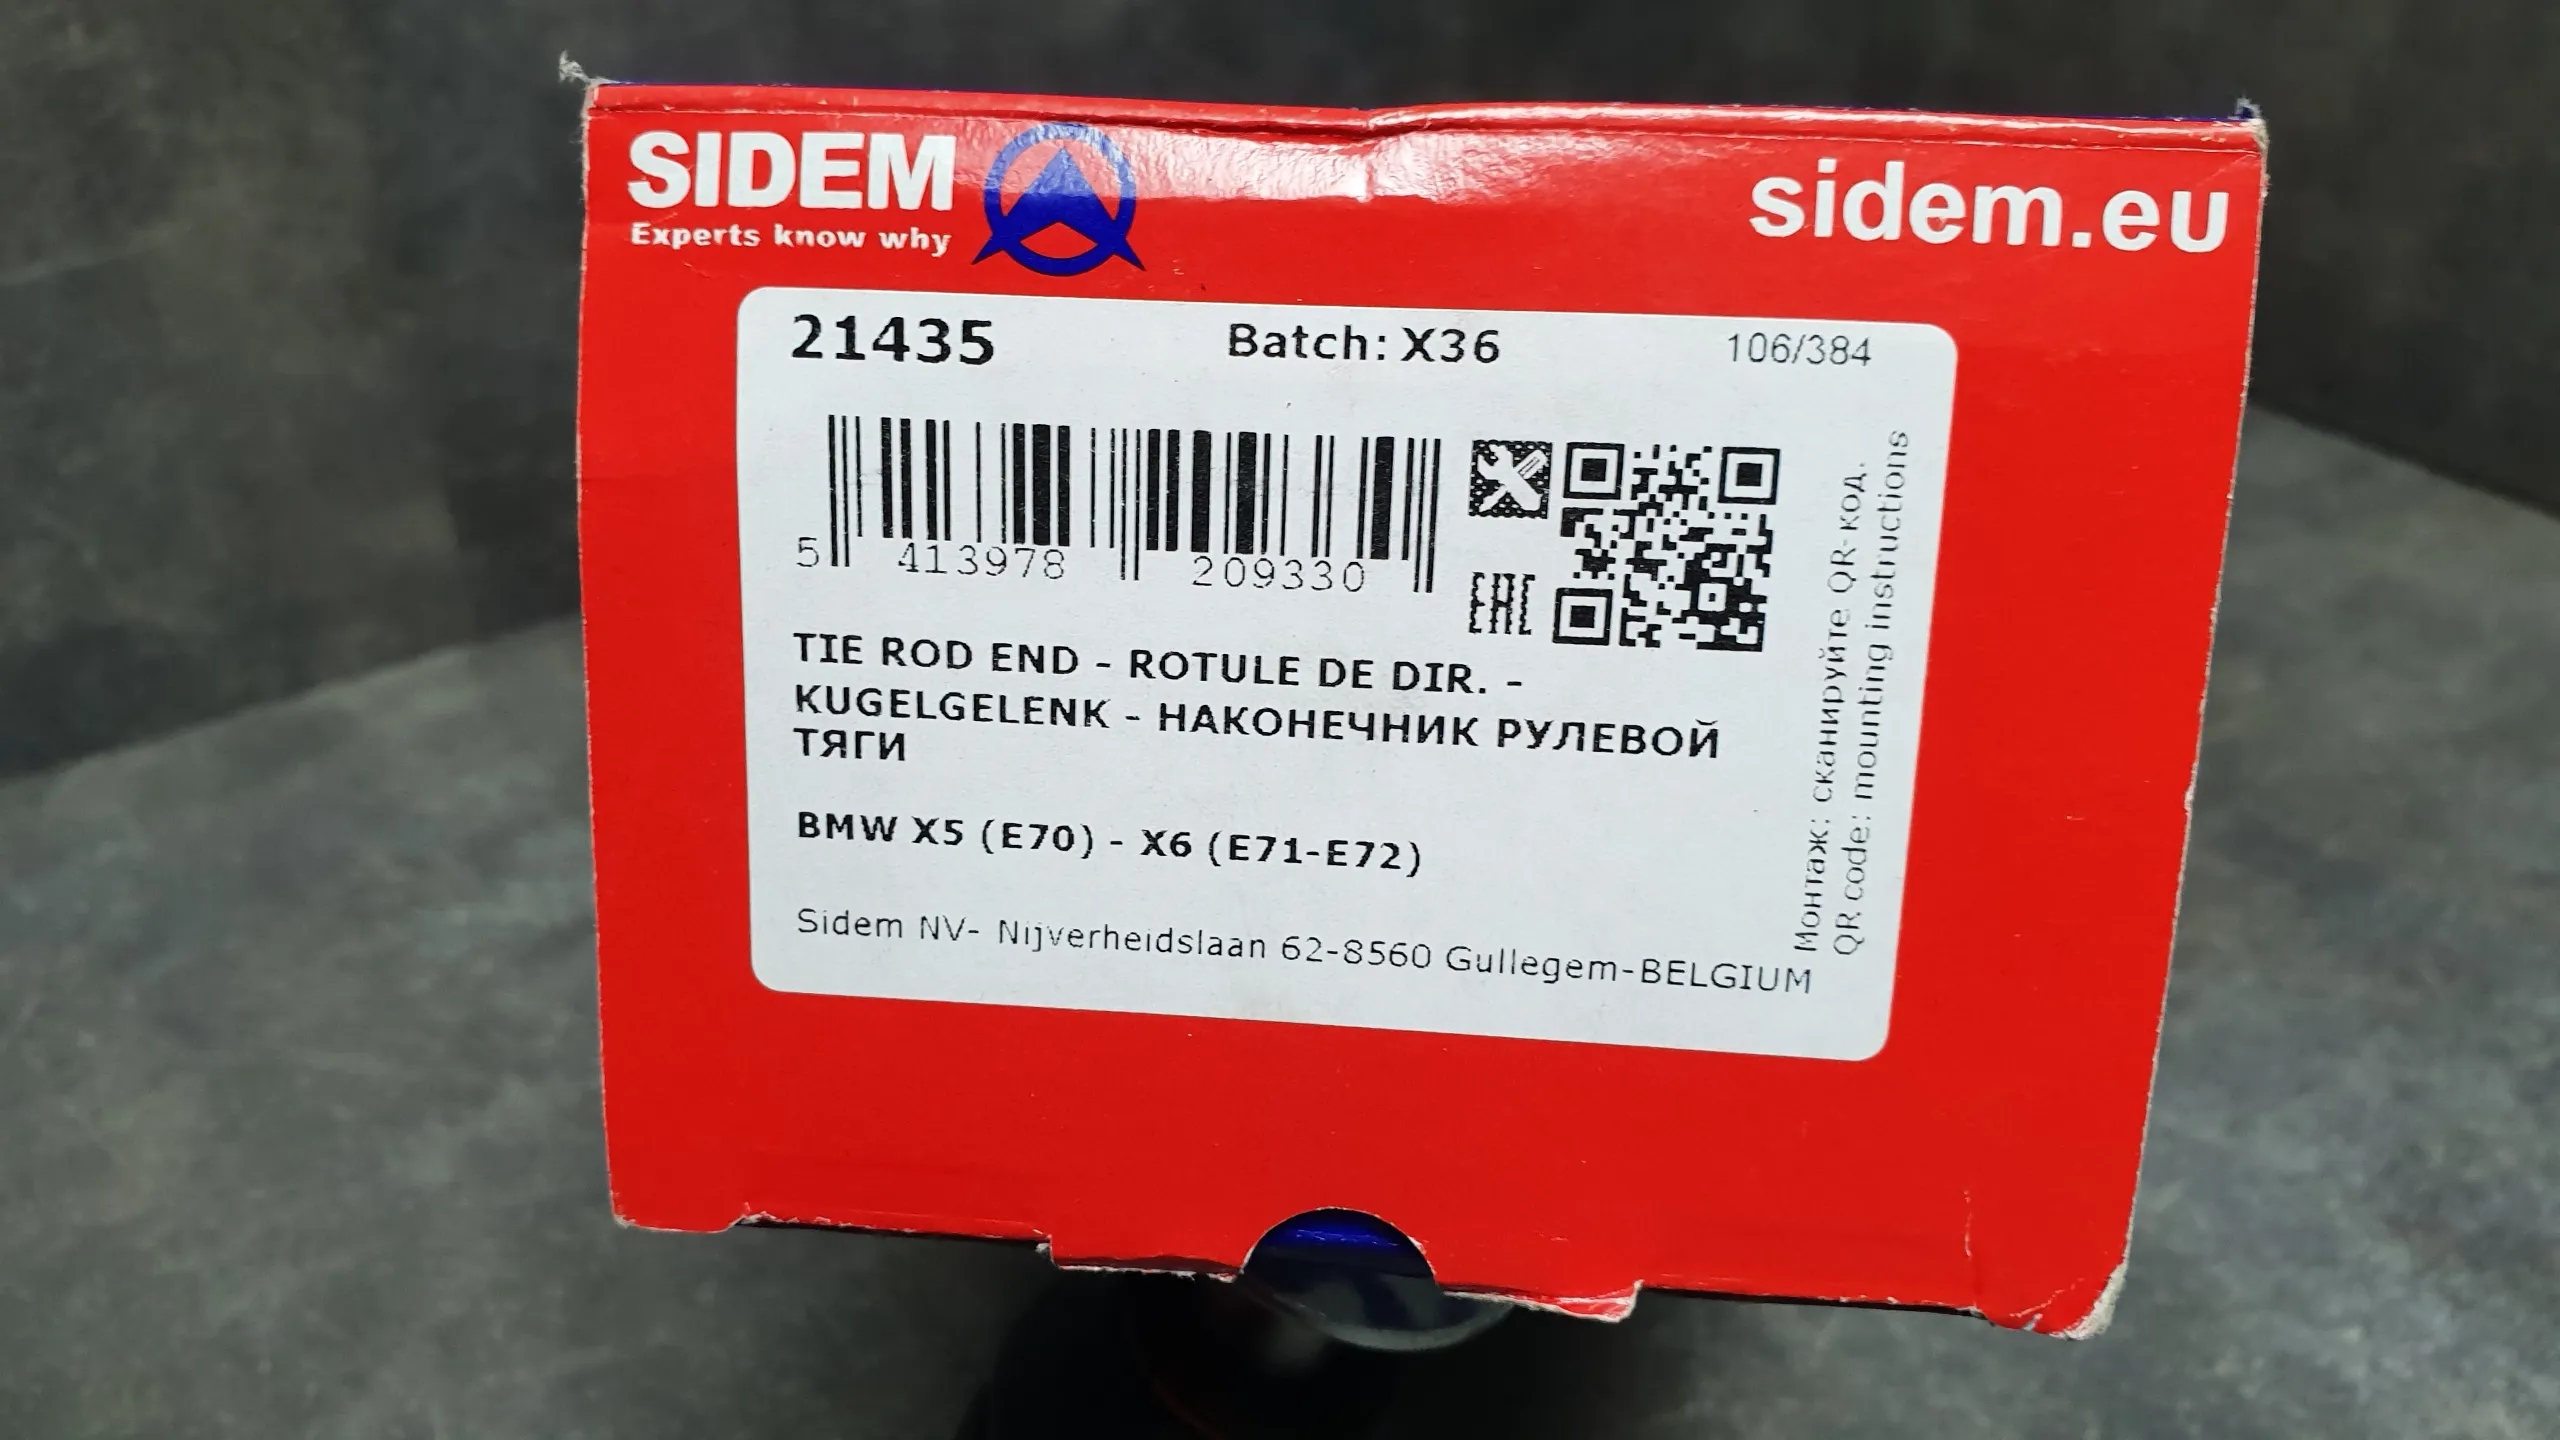 SIDEM
Experts know why
sidem.eu
21435 Batch: X36 106/384
5 413978 209330
EAC
TIE ROD END - ROTULE DE DIR. -
KUGELGELENK - НАКОНЕЧНИК РУЛЕВОЙ
ТЯГИ
BMW X5 (E70) - X6 (E71-E72)
Sidem NV- Nijverheidslaan 62-8560 Gullegem-BELGIUM
Монтаж: сканируйте QR-код.
QR code: mounting instructions